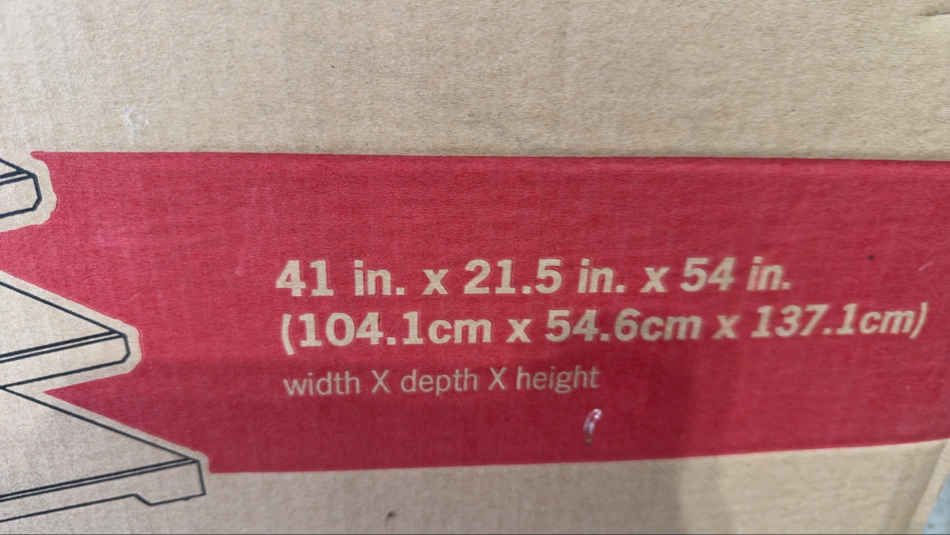 41 in. x 21.5 in. x 54 in.
(104.1cm x 54.6cm x 137.1cm)
width X depth X height